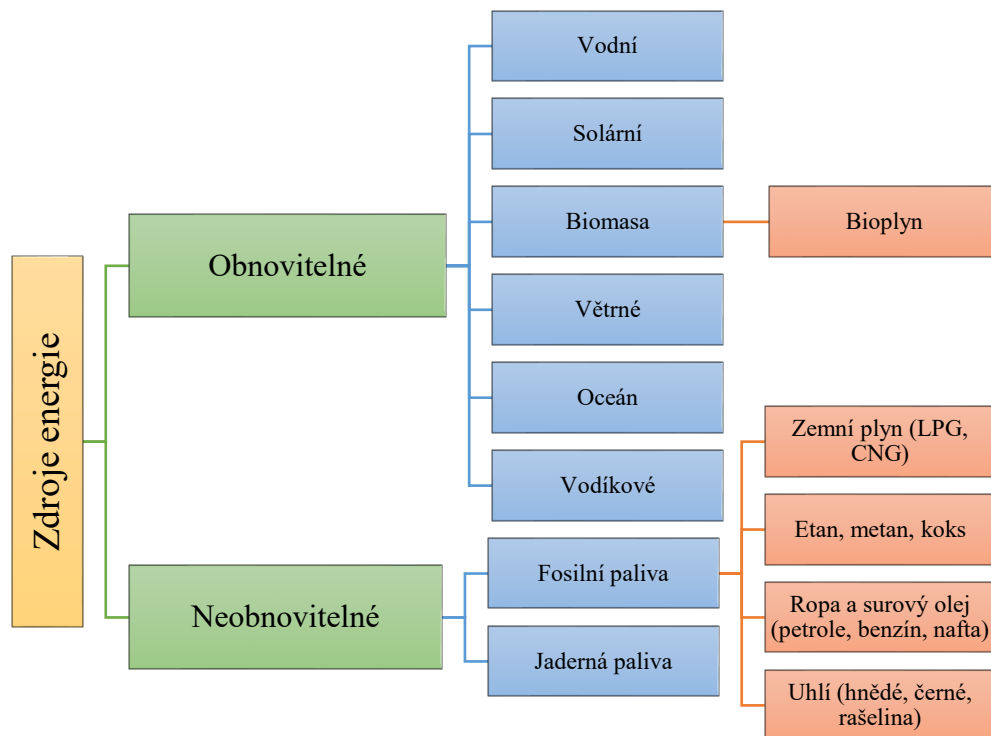 Zdroje energie
Obnovitelné
Vodní
Solární
Biomasa
Bioplyn
Větrné
Oceán
Vodíkové
Neobnovitelné
Fosilní paliva
Zemní plyn (LPG,
CNG)
Etan, metan, koks
Ropa a surový olej
(petrole, benzín, nafta)
Uhlí (hnědé, černé,
rašelina)
Jaderná paliva